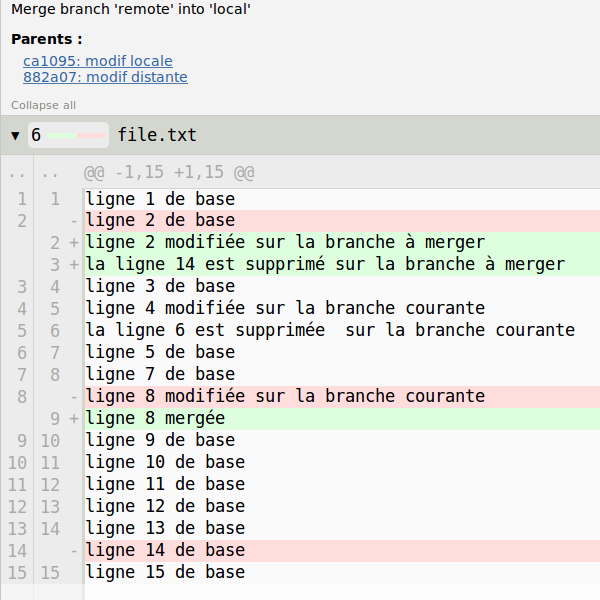 Merge branch 'remote' into 'local'
Parents :
ca1095: modif locale
882a07: modif distante
Collapse all
▼ 6 file.txt
.. .. @@ -1,15 +1,15 @@
1 1 ligne 1 de base
2 - ligne 2 de base
2 + ligne 2 modifiée sur la branche à merger
3 + la ligne 14 est supprimé sur la branche à merger
3 4 ligne 3 de base
4 5 ligne 4 modifiée sur la branche courante
5 6 la ligne 6 est supprimée  sur la branche courante
6 7 ligne 5 de base
7 8 ligne 7 de base
8 - ligne 8 modifiée sur la branche courante
9 + ligne 8 mergée
9 10 ligne 9 de base
10 11 ligne 10 de base
11 12 ligne 11 de base
12 13 ligne 12 de base
13 14 ligne 13 de base
14 - ligne 14 de base
15 15 ligne 15 de base